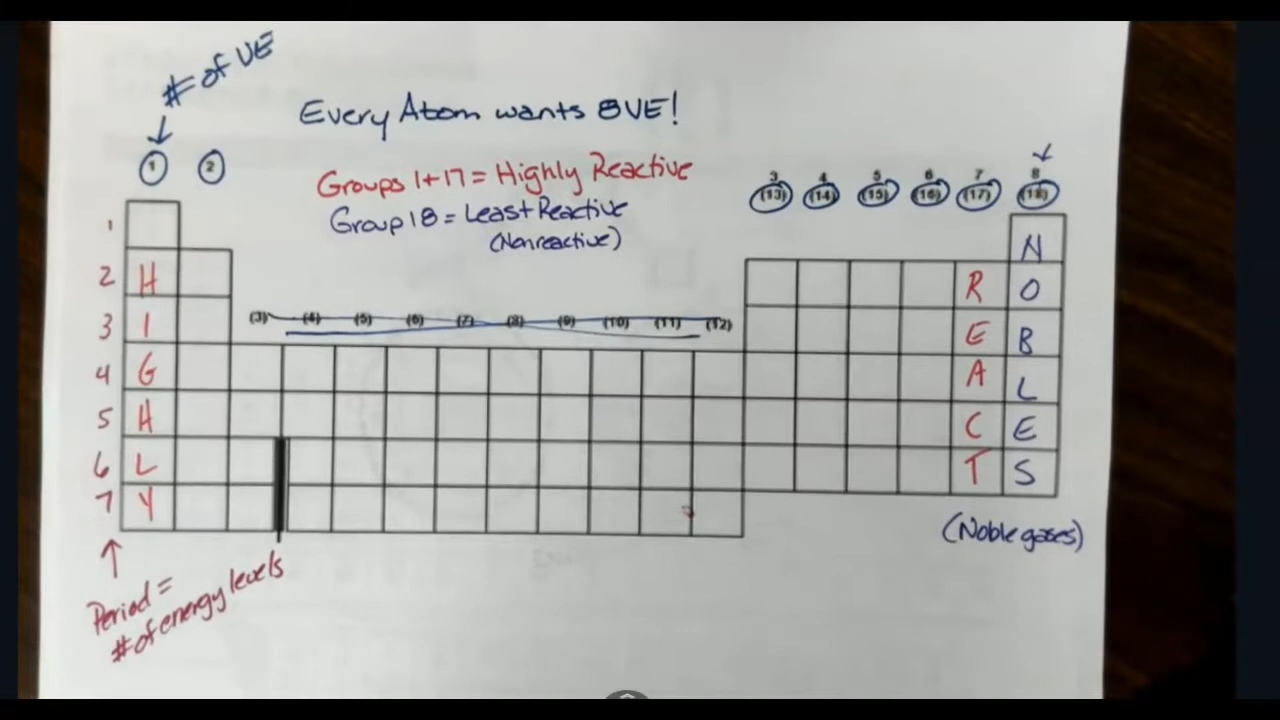 # of VE
Every Atom wants 8VE!
Groups 1+17 = Highly Reactive
Group 18 = Least Reactive
(Nonreactive)
1 2
3 4 5 6 7 8
(13) (14) (15) (16) (17) (18)
1 N
2 H R O
(3) (4) (5) (6) (7) (8) (9) (10) (11) (12)
3 I E B
4 G A L
5 H C E
6 L T S
7 Y
(Noble gases)
Period =
# of energy levels